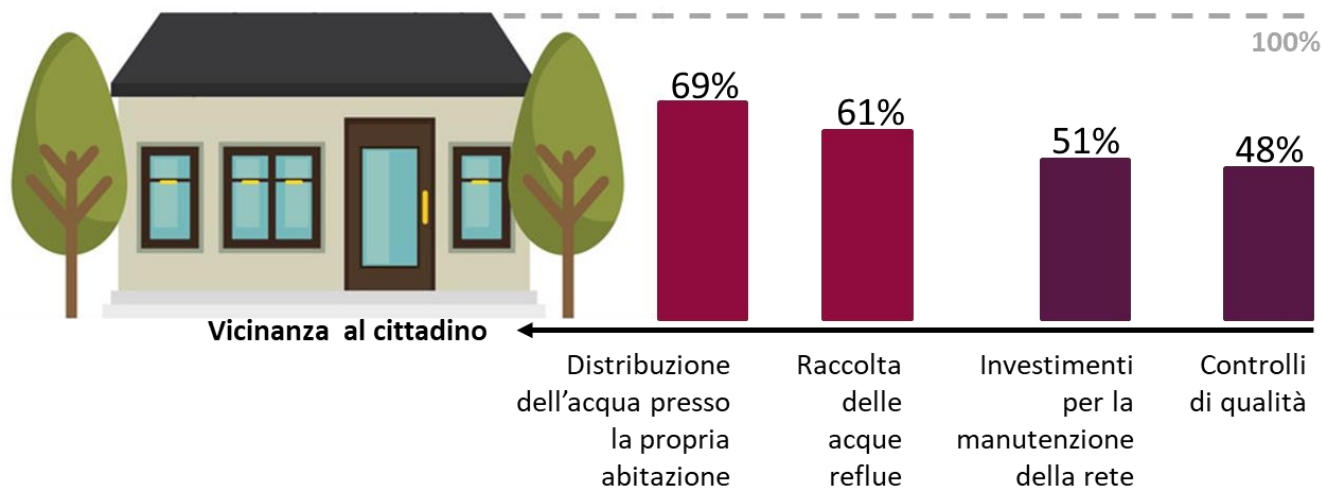 100%
69%
61%
51%
48%
Vicinanza al cittadino
Distribuzione
dell'acqua presso
la propria
abitazione
Raccolta
delle
acque
reflue
Investimenti
per la
manutenzione
della rete
Controlli
di qualità